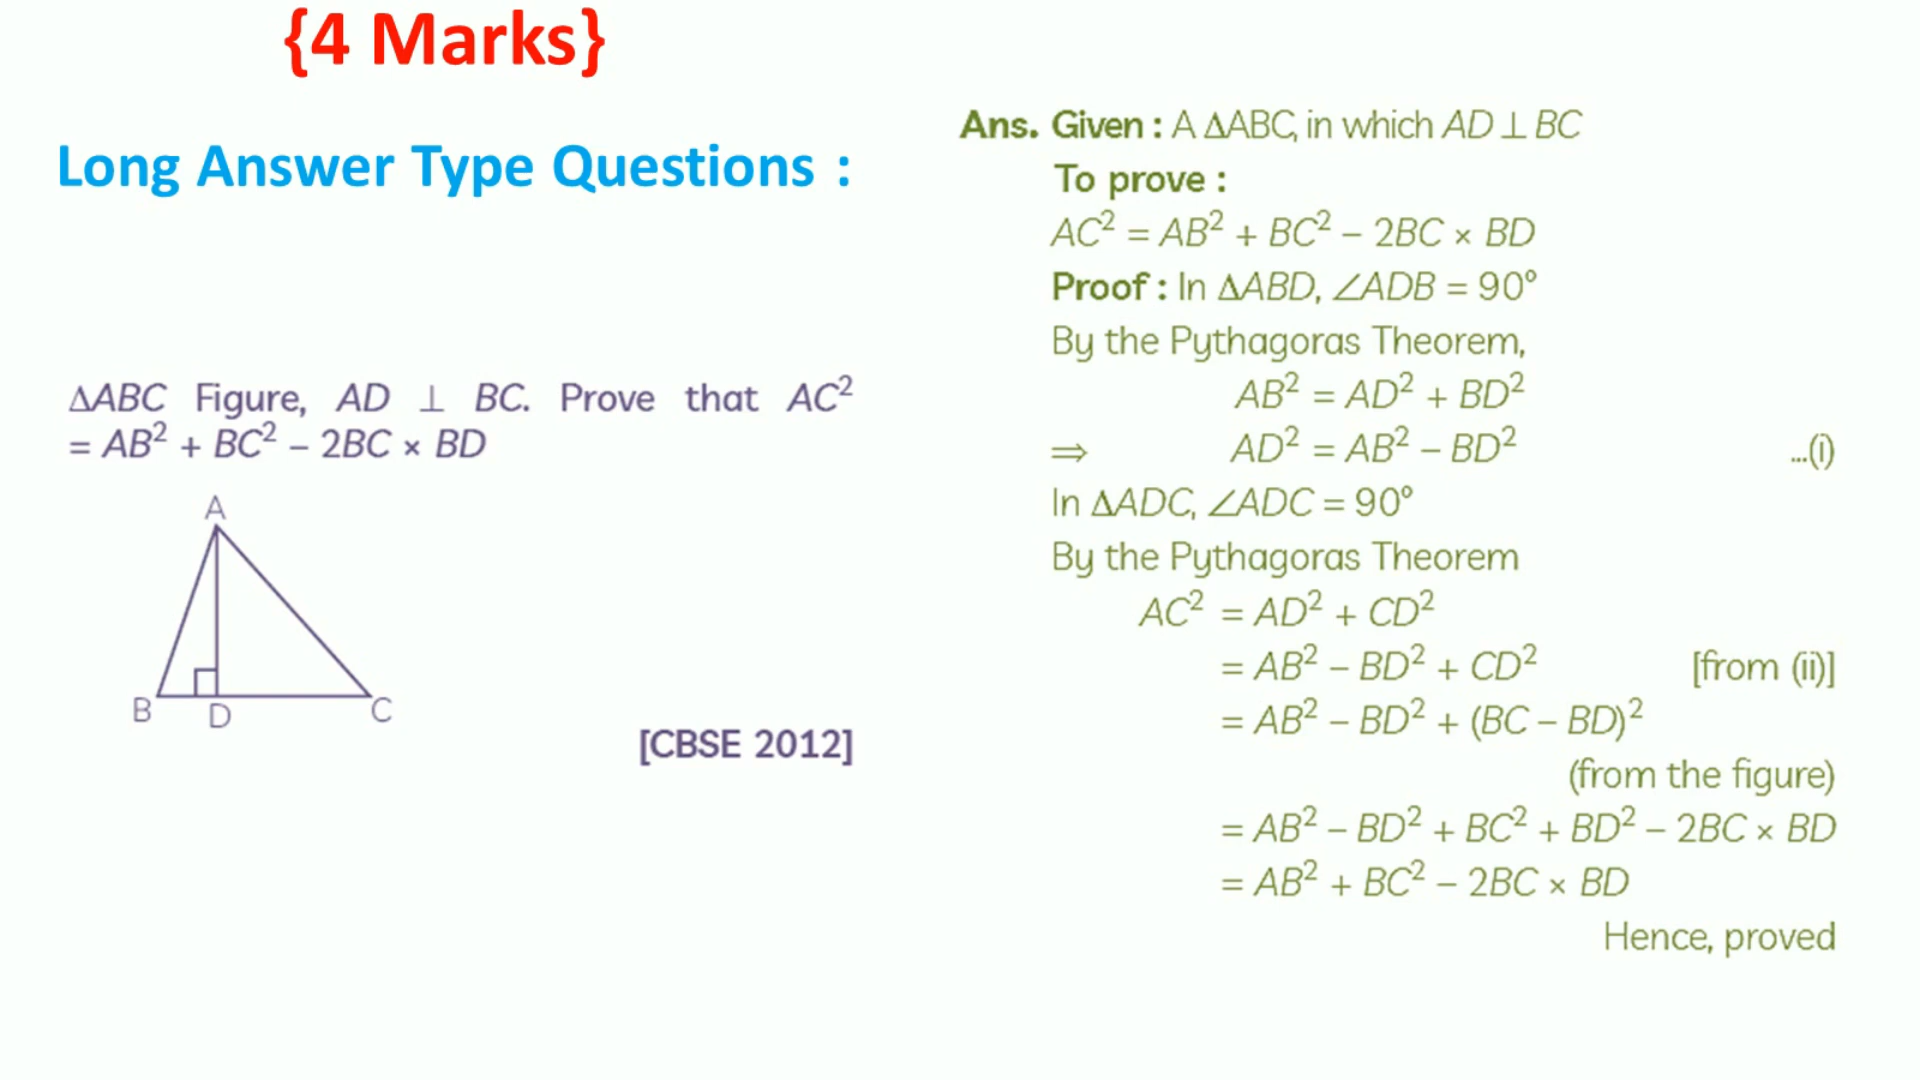 {4 Marks}
Long Answer Type Questions :
∆ABC Figure, AD ⊥ BC. Prove that AC²
= AB² + BC² – 2BC × BD
A
B
D
C
[CBSE 2012]
Ans. Given : A ∆ABC, in which AD ⊥ BC
To prove :
AC² = AB² + BC² – 2BC × BD
Proof : In ∆ABD, ∠ADB = 90°
By the Pythagoras Theorem,
AB² = AD² + BD²
⇒ AD² = AB² – BD² ...(i)
In ∆ADC, ∠ADC = 90°
By the Pythagoras Theorem
AC² = AD² + CD²
= AB² – BD² + CD² [from (ii)]
= AB² – BD² + (BC – BD)²
(from the figure)
= AB² – BD² + BC² + BD² – 2BC × BD
= AB² + BC² – 2BC × BD
Hence, proved